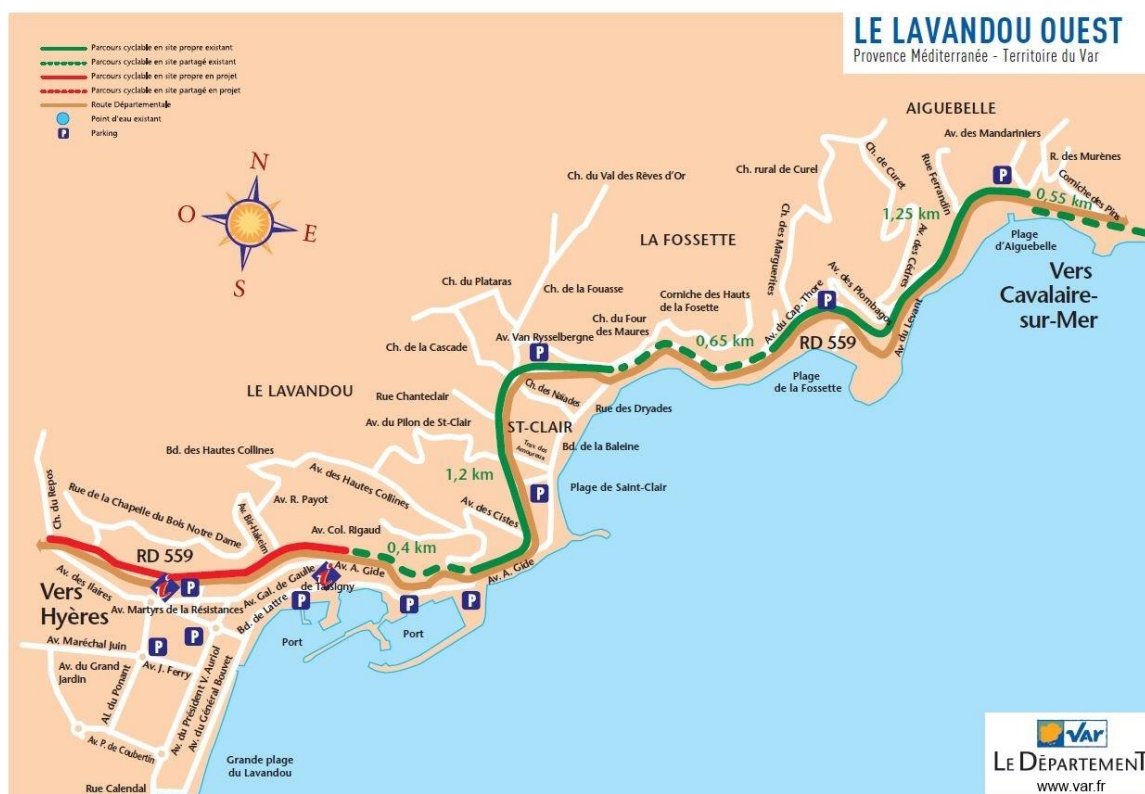 LE LAVANDOU OUEST
Provence Méditerranée - Territoire du Var
Parcours cyclable en site propre existant
Parcours cyclable en site partagé existant
Parcours cyclable en site propre en projet
Parcours cyclable en site partagé en projet
Route Départementale
Point d'eau existant
P
Parking
N
O
E
S
AIGUEBELLE
Av. des Mandariniers
R. des Murènes
Corniche des Pins
P
0,55 km
Ch. rural de Curel
Ch. de Curet
Rue Ferrandin
1,25 km
Av. des Cèdres
Plage
d'Aiguebelle
Vers
Cavalaire-
sur-Mer
Ch. du Val des Rêves d'Or
LA FOSSETTE
Ch. des Marguerites
Av. des Plombagos
Av. du Cap. Thore
P
Av. du Levant
RD 559
Plage
de la Fossette
Ch. du Plataras
Ch. de la Fouasse
Corniche des Hauts
de la Fosette
Ch. du Four
des Maures
0,65 km
Av. Van Rysselbergne
P
Ch. de la Cascade
Ch. des Naïades
Rue des Dryades
LE LAVANDOU
Rue Chanteclair
Av. du Pilon de St-Clair
ST-CLAIR
Bd. de la Baleine
Bd. des Hautes Collines
Av. des Hautes Collines
1,2 km
P
Plage de Saint-Clair
Ch. du Repos
Rue de la Chapelle du Bois Notre Dame
Av. Bir-Hakeim
Av. R. Payot
Av. des Cistes
Av. Col. Rigaud
0,4 km
RD 559
Av. A. Gide
Av. A. Gide
Av. des Ilaires
Vers
Hyères
i
P
Av. Gal. de Gaulle
i
Bd. de Lattre
de Tassigny
P
P
P
Av. Martyrs de la Résistances
Port
Port
Av. Maréchal Juin
P
P
Av. J. Ferry
Av. du Grand
Jardin
Al. du Ponant
Av. du Président V. Auriol
Av. du Général Bouvet
Av. P. de Coubertin
Grande plage
du Lavandou
Rue Calendal
VAR
LE DÉPARTEMENT
www.var.fr